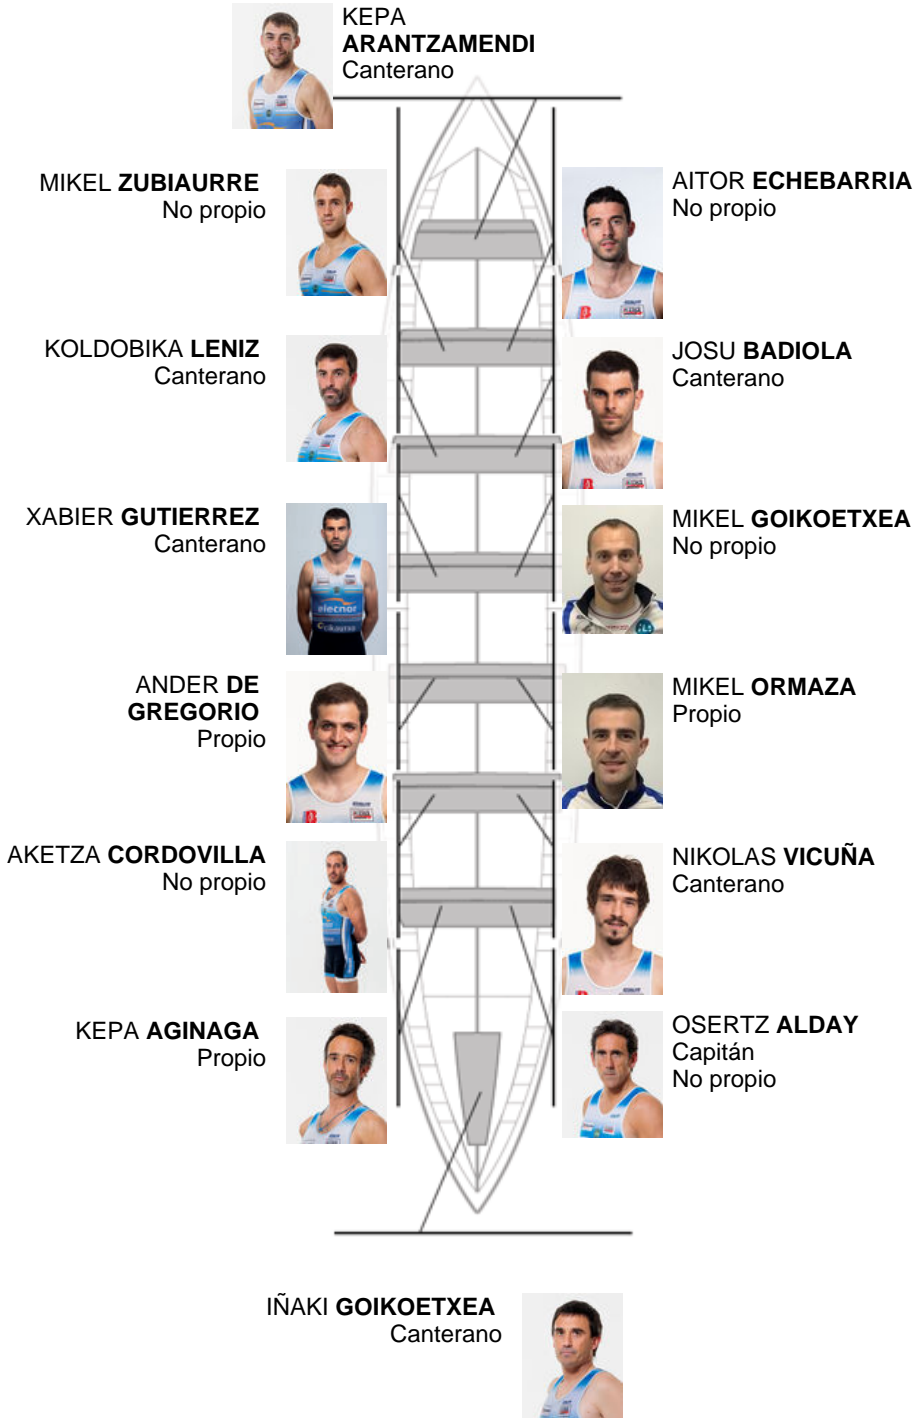 KEPA
ARANTZAMENDI
Canterano
MIKEL ZUBIAURRE
No propio
AITOR ECHEBARRIA
No propio
KOLDOBIKA LENIZ
Canterano
JOSU BADIOLA
Canterano
XABIER GUTIERREZ
Canterano
elecnor
MIKEL GOIKOETXEA
No propio
ANDER DE
GREGORIO
Propio
MIKEL ORMAZA
Propio
AKETZA CORDOVILLA
No propio
NIKOLAS VICUÑA
Canterano
KEPA AGINAGA
Propio
OSERTZ ALDAY
Capitán
No propio
IÑAKI GOIKOETXEA
Canterano